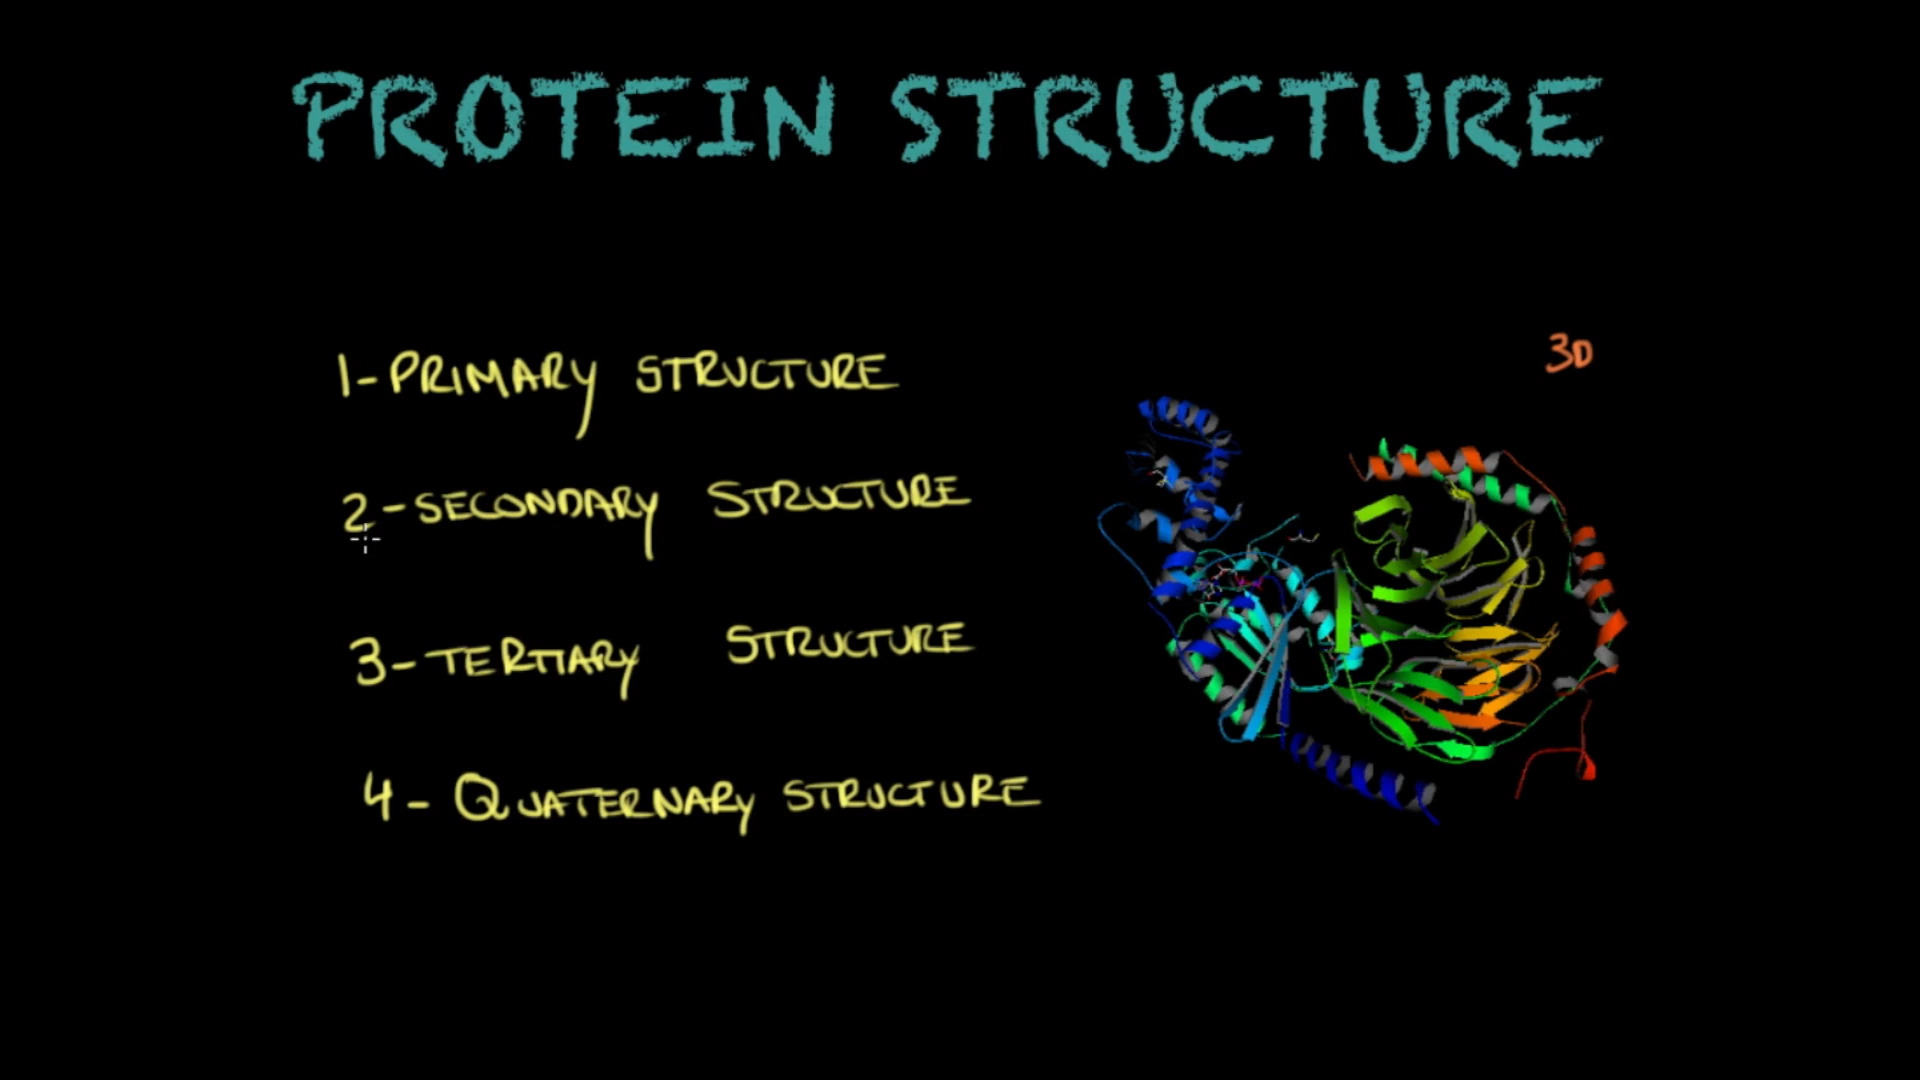 PROTEIN STRUCTURE
3D
1-PRIMARY STRUCTURE
2-SECONDARY STRUCTURE
3-TERTIARY STRUCTURE
4- QUATERNARY STRUCTURE